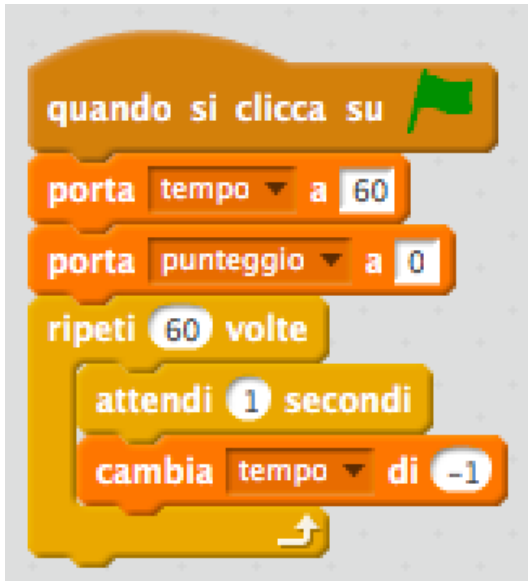 quando si clicca su
porta tempo a 60
porta punteggio a 0
ripeti 60 volte
attendi 1 secondi
cambia tempo di -1